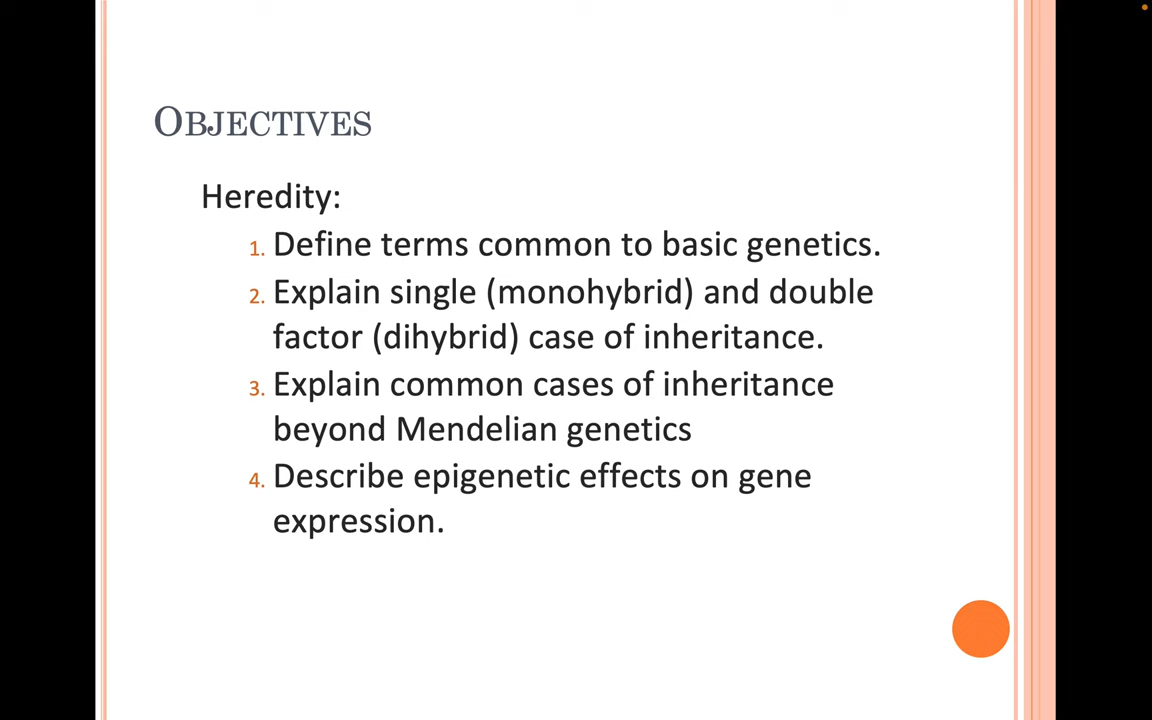 OBJECTIVES
Heredity:
1. Define terms common to basic genetics.
2. Explain single (monohybrid) and double
factor (dihybrid) case of inheritance.
3. Explain common cases of inheritance
beyond Mendelian genetics
4. Describe epigenetic effects on gene
expression.